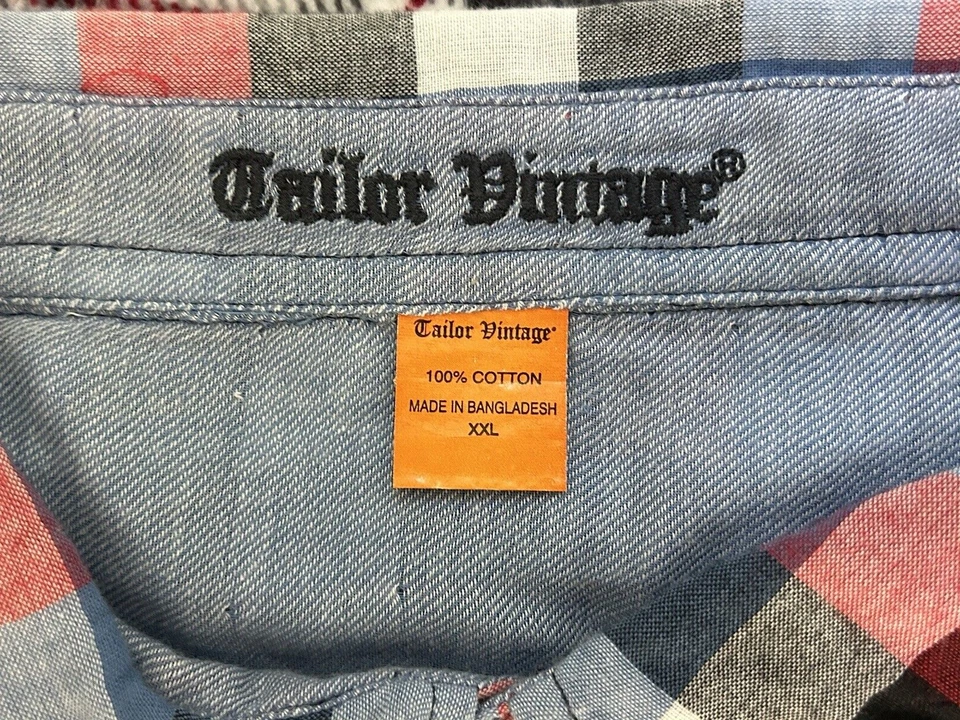 Tailor Vintage®
Tailor Vintage®
100% COTTON
MADE IN BANGLADESH
XXL